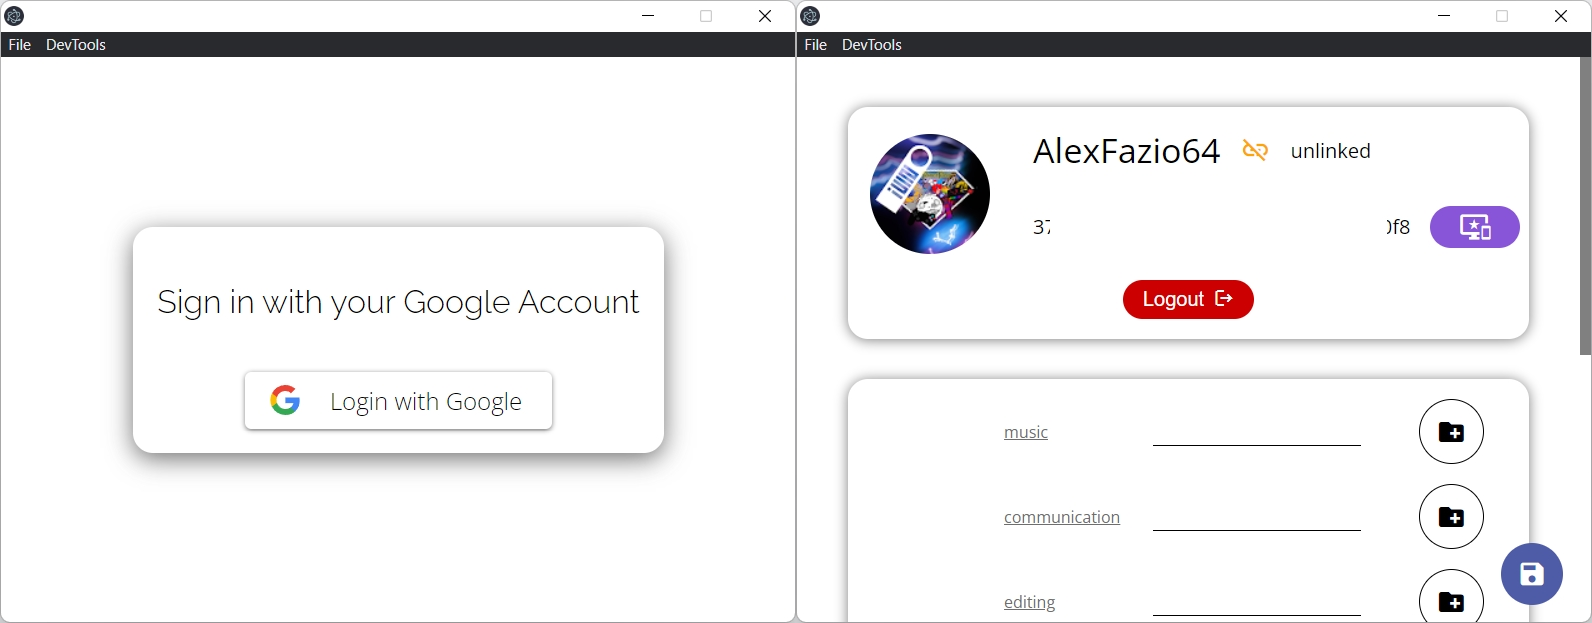 File DevTools
Sign in with your Google Account
Login with Google
File DevTools
AlexFazio64 unlinked
37 0f8
Logout
music
communication
editing